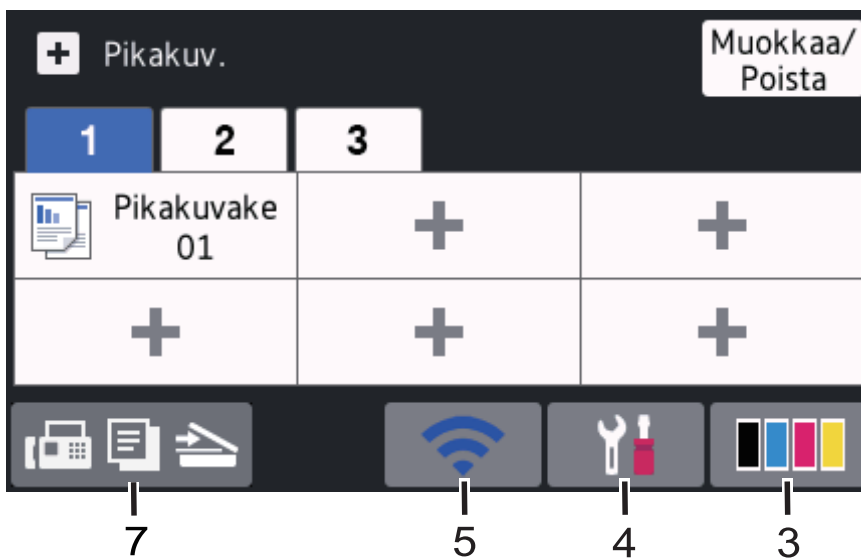 Pikakuv.
Muokkaa/
Poista
1 2 3
Pikakuvake
01
7 5 4 3